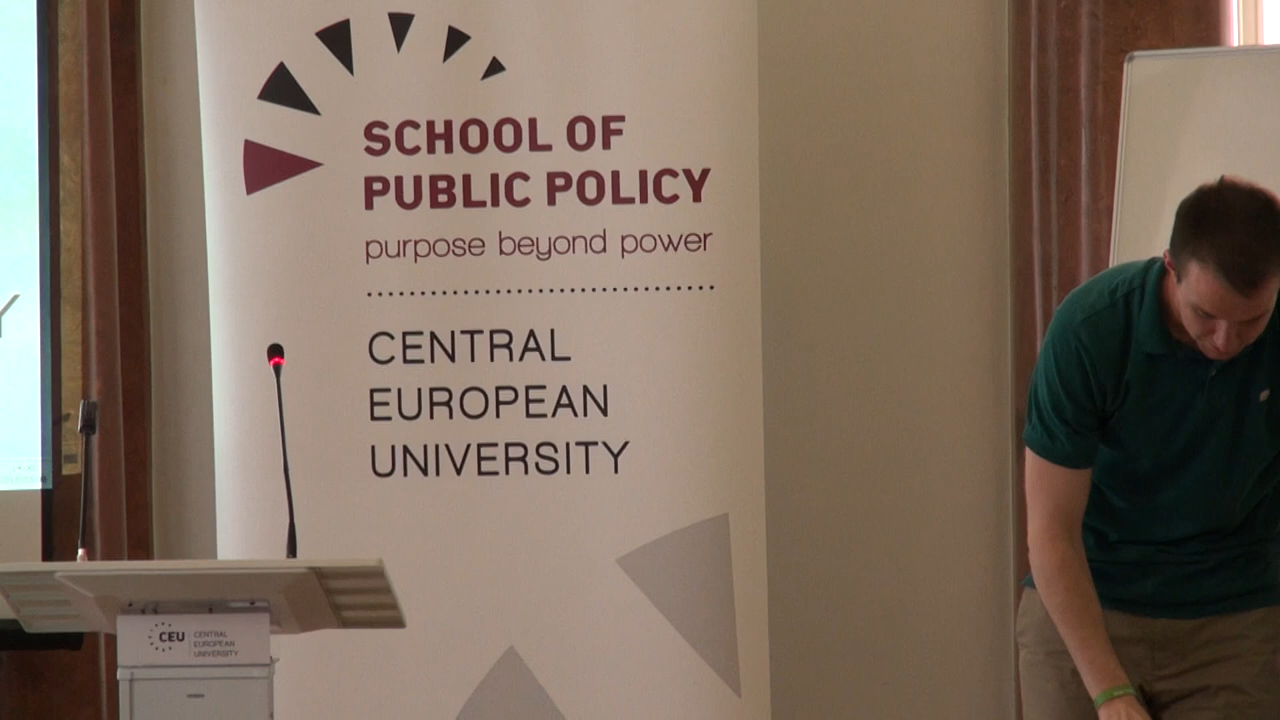 SCHOOL OF
PUBLIC POLICY
purpose beyond power
CENTRAL
EUROPEAN
UNIVERSITY
CEU
CENTRAL
EUROPEAN
UNIVERSITY